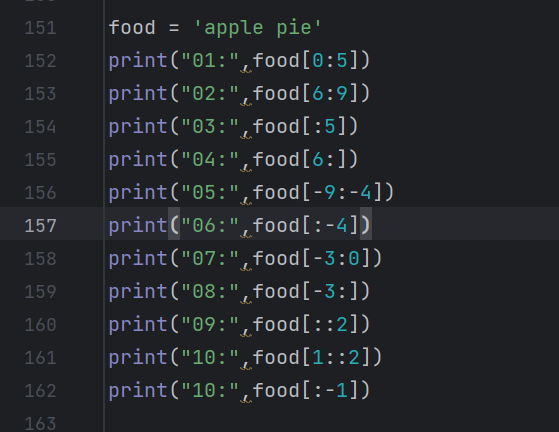 151 food = 'apple pie'
152 print("01:",food[0:5])
153 print("02:",food[6:9])
154 print("03:",food[:5])
155 print("04:",food[6:])
156 print("05:",food[-9:-4])
157 print("06:",food[:-4])
158 print("07:",food[-3:0])
159 print("08:",food[-3:])
160 print("09:",food[::2])
161 print("10:",food[1::2])
162 print("10:",food[:-1])
163